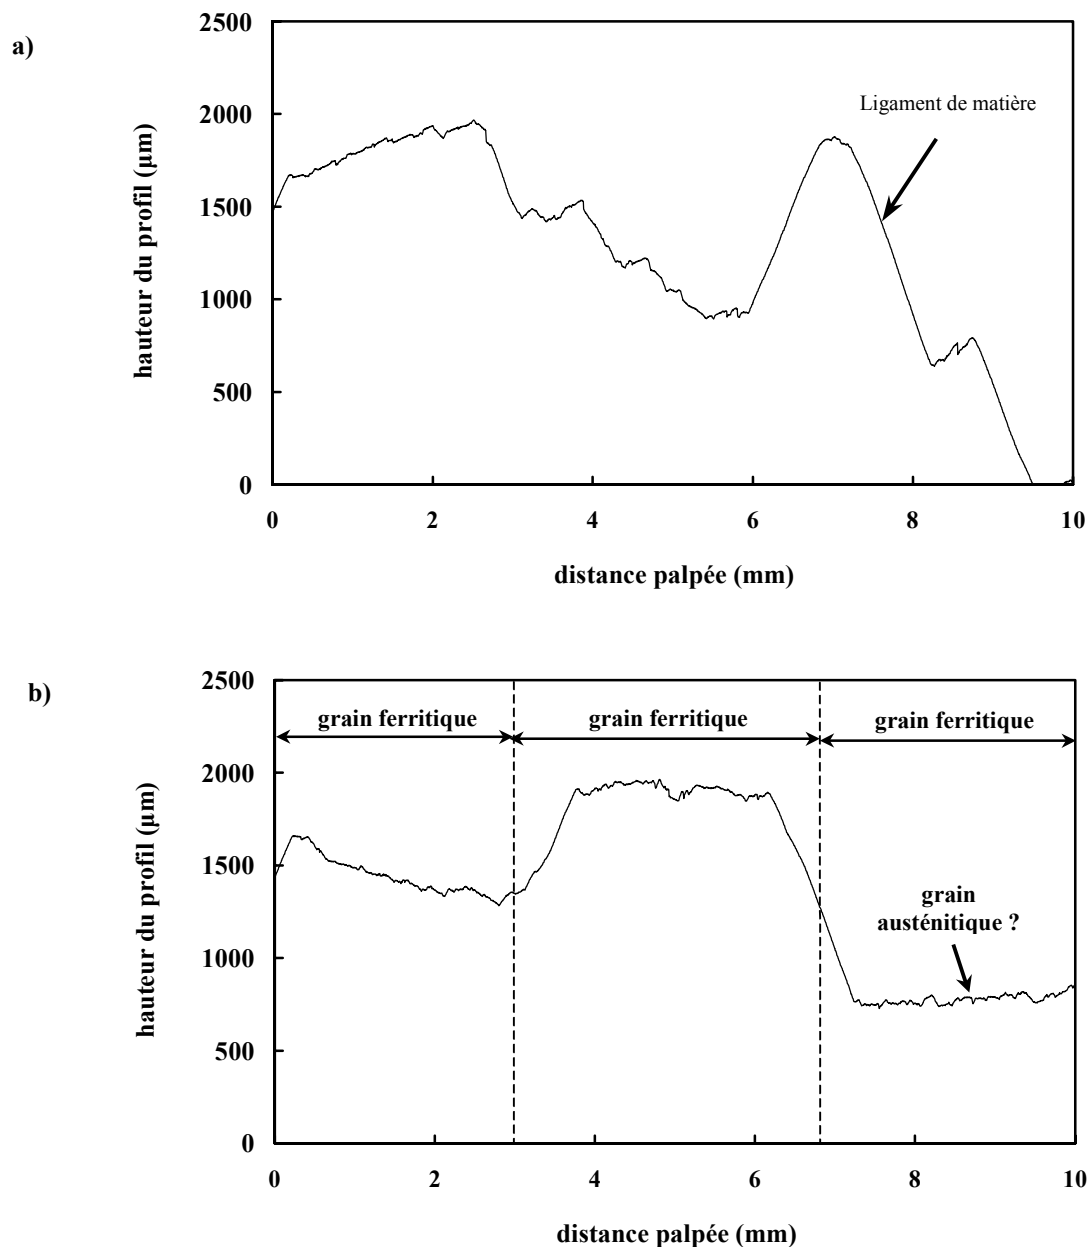 a)
2500
2000
1500
1000
500
0
hauteur du profil (µm)
Ligament de matière
0 2 4 6 8 10
distance palpée (mm)
b)
2500
2000
1500
1000
500
0
hauteur du profil (µm)
grain ferritique grain ferritique grain ferritique
grain
austénitique ?
0 2 4 6 8 10
distance palpée (mm)